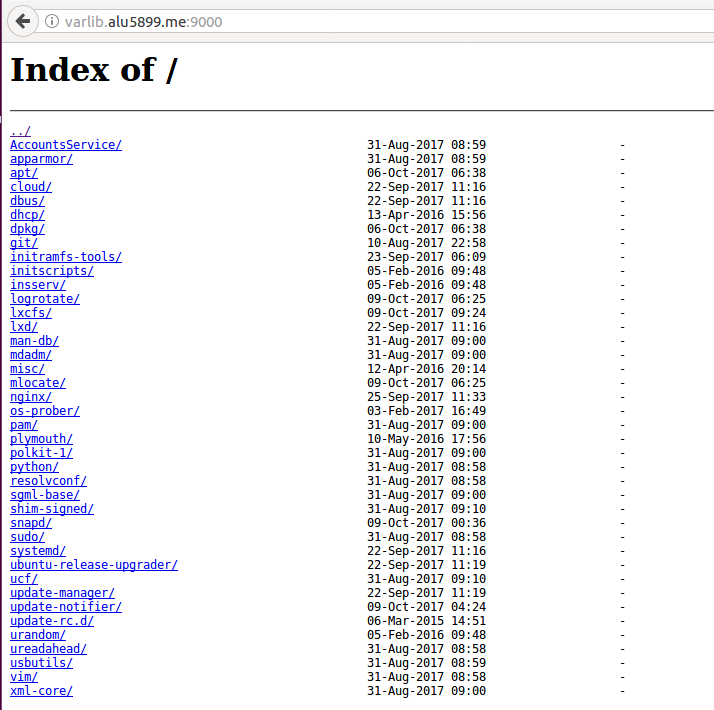 varlib.alu5899.me:9000
Index of /
../
AccountsService/ 31-Aug-2017 08:59 -
apparmor/ 31-Aug-2017 08:59 -
apt/ 06-Oct-2017 06:38 -
cloud/ 22-Sep-2017 11:16 -
dbus/ 22-Sep-2017 11:16 -
dhcp/ 13-Apr-2016 15:56 -
dpkg/ 06-Oct-2017 06:38 -
git/ 10-Aug-2017 22:58 -
initramfs-tools/ 23-Sep-2017 06:09 -
initscripts/ 05-Feb-2016 09:48 -
insserv/ 05-Feb-2016 09:48 -
logrotate/ 09-Oct-2017 06:25 -
lxcfs/ 09-Oct-2017 09:24 -
lxd/ 22-Sep-2017 11:16 -
man-db/ 31-Aug-2017 09:00 -
mdadm/ 31-Aug-2017 09:00 -
misc/ 12-Apr-2016 20:14 -
mlocate/ 09-Oct-2017 06:25 -
nginx/ 25-Sep-2017 11:33 -
os-prober/ 03-Feb-2017 16:49 -
pam/ 31-Aug-2017 09:00 -
plymouth/ 10-May-2016 17:56 -
polkit-1/ 31-Aug-2017 09:00 -
python/ 31-Aug-2017 08:58 -
resolvconf/ 31-Aug-2017 08:58 -
sgml-base/ 31-Aug-2017 09:00 -
shim-signed/ 31-Aug-2017 09:10 -
snapd/ 09-Oct-2017 00:36 -
sudo/ 31-Aug-2017 08:58 -
systemd/ 22-Sep-2017 11:16 -
ubuntu-release-upgrader/ 22-Sep-2017 11:19 -
ucf/ 31-Aug-2017 09:10 -
update-manager/ 22-Sep-2017 11:19 -
update-notifier/ 09-Oct-2017 04:24 -
update-rc.d/ 06-Mar-2015 14:51 -
urandom/ 05-Feb-2016 09:48 -
ureadahead/ 31-Aug-2017 08:58 -
usbutils/ 31-Aug-2017 08:59 -
vim/ 31-Aug-2017 08:58 -
xml-core/ 31-Aug-2017 09:00 -